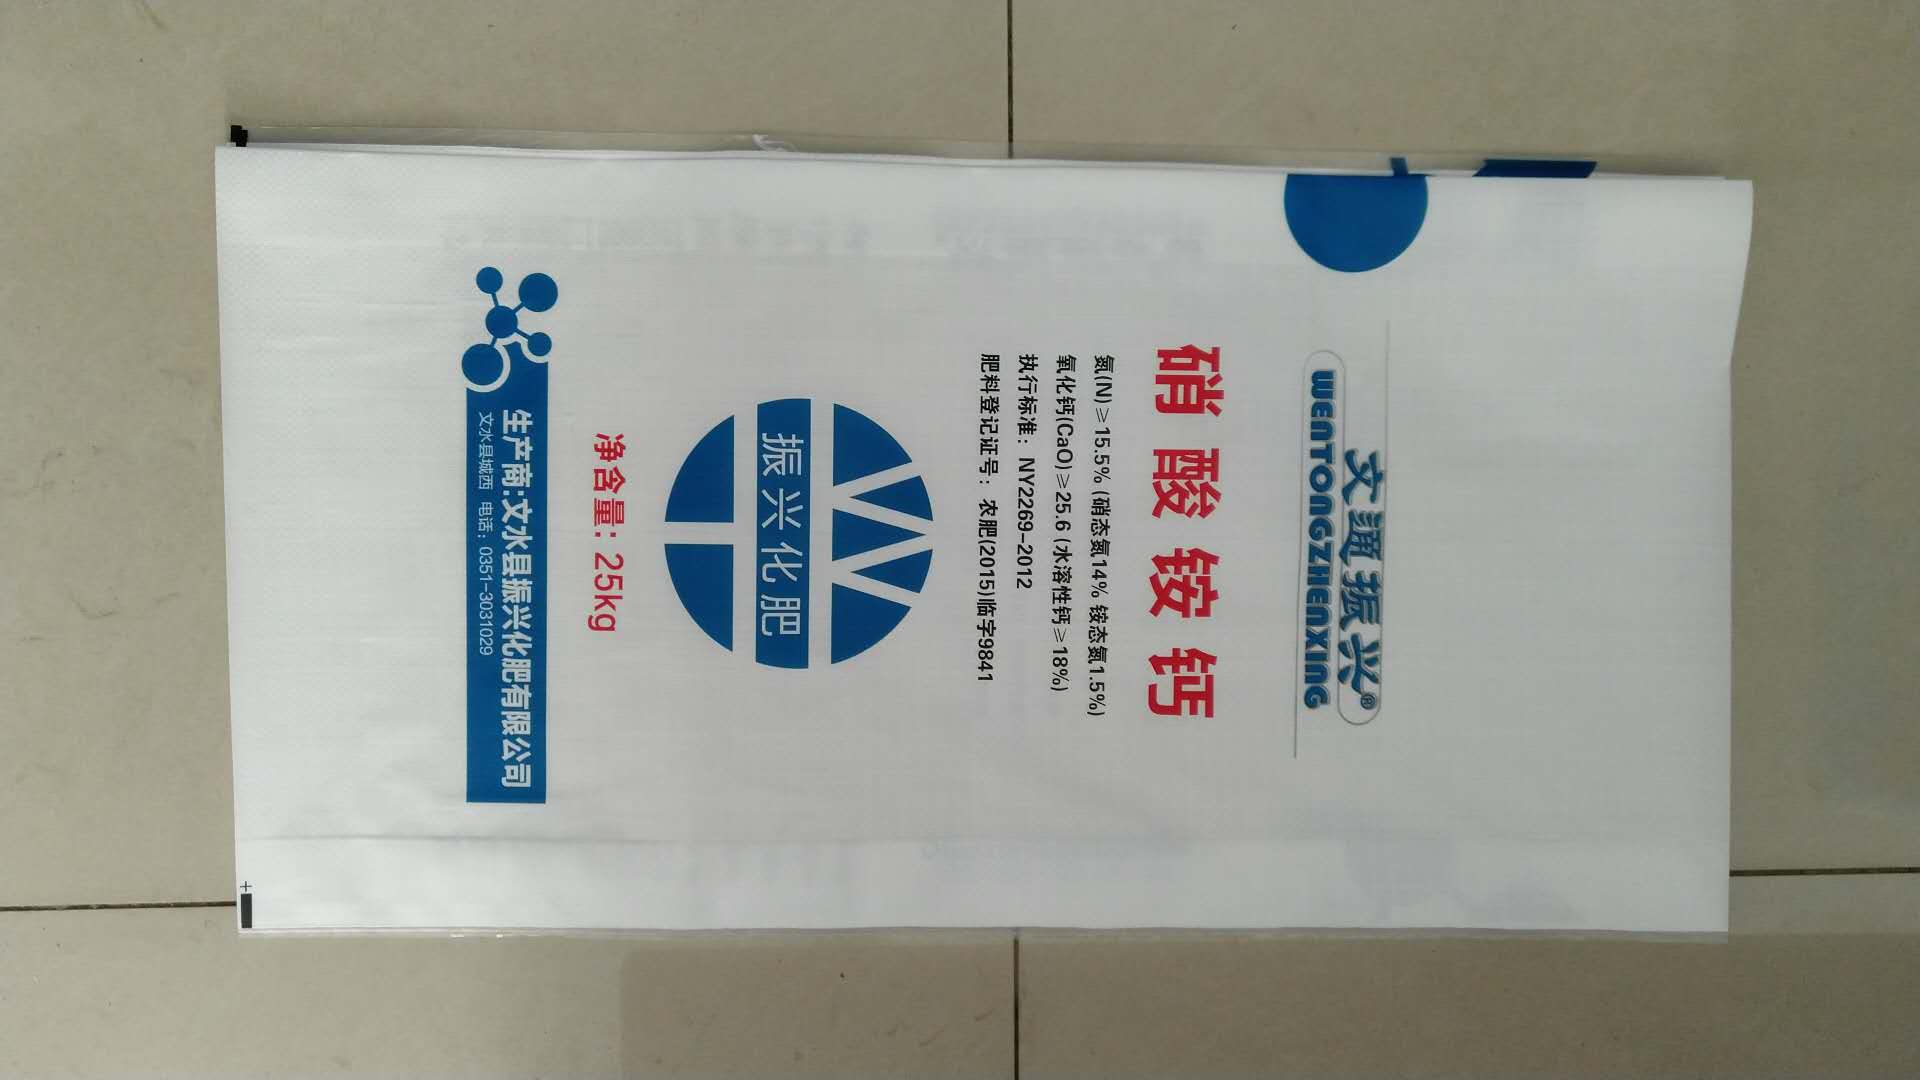 文通振兴®
WENTONGZHENXING
硝酸铵钙
氮(N)≥15.5% (硝态氮14% 铵态氮1.5%)
氧化钙(CaO)≥25.6 (水溶性钙≥18%)
执行标准：NY2269-2012
肥料登记证号：农肥(2015)临字9841
振兴化肥
净含量: 25kg
生产商:文水县振兴化肥有限公司
文水县城西 电话：0351-3031029